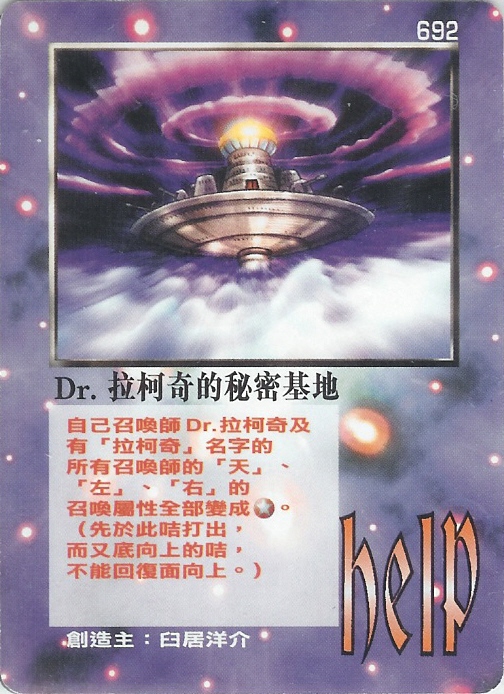 692
Dr. 拉柯奇的秘密基地
自己召喚師Dr.拉柯奇及
有「拉柯奇」名字的
所有召喚師的「天」、
「左」、「右」的
召喚屬性全部變成。
（先於此咭打出，
而又底向上的咭，
不能回復面向上。）
help
創造主：臼居洋介